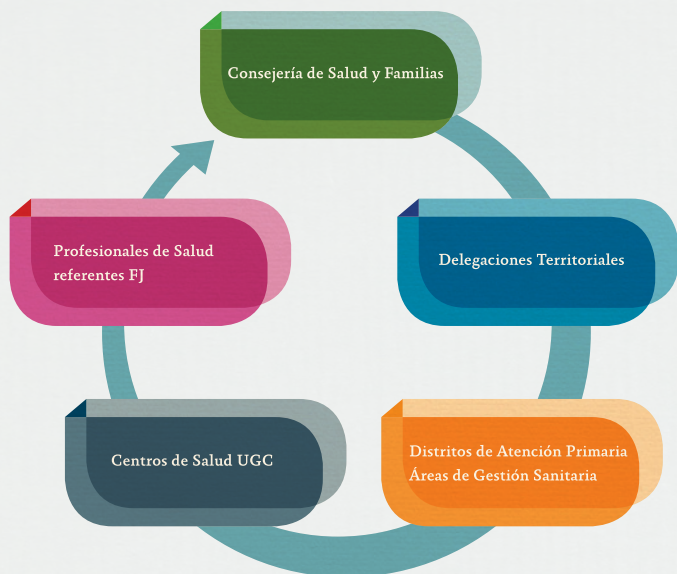 Consejería de Salud y Familias
Delegaciones Territoriales
Distritos de Atención Primaria
Áreas de Gestión Sanitaria
Centros de Salud UGC
Profesionales de Salud
referentes FJ